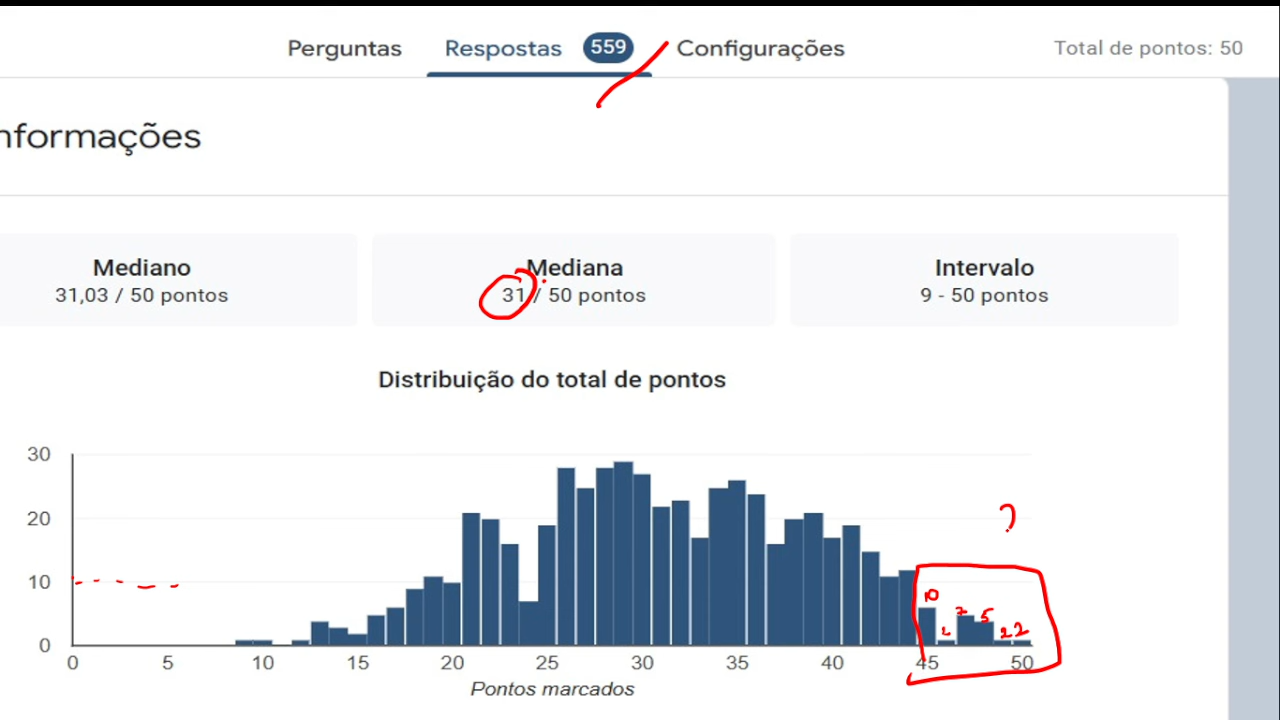 Perguntas Respostas 559 Configurações Total de pontos: 50
nformações
Mediano Mediana Intervalo
31,03 / 50 pontos 31 / 50 pontos 9 - 50 pontos
Distribuição do total de pontos
30
20
?
10
10
7 5
2 2
0
0 5 10 15 20 25 30 35 40 45 50
Pontos marcados